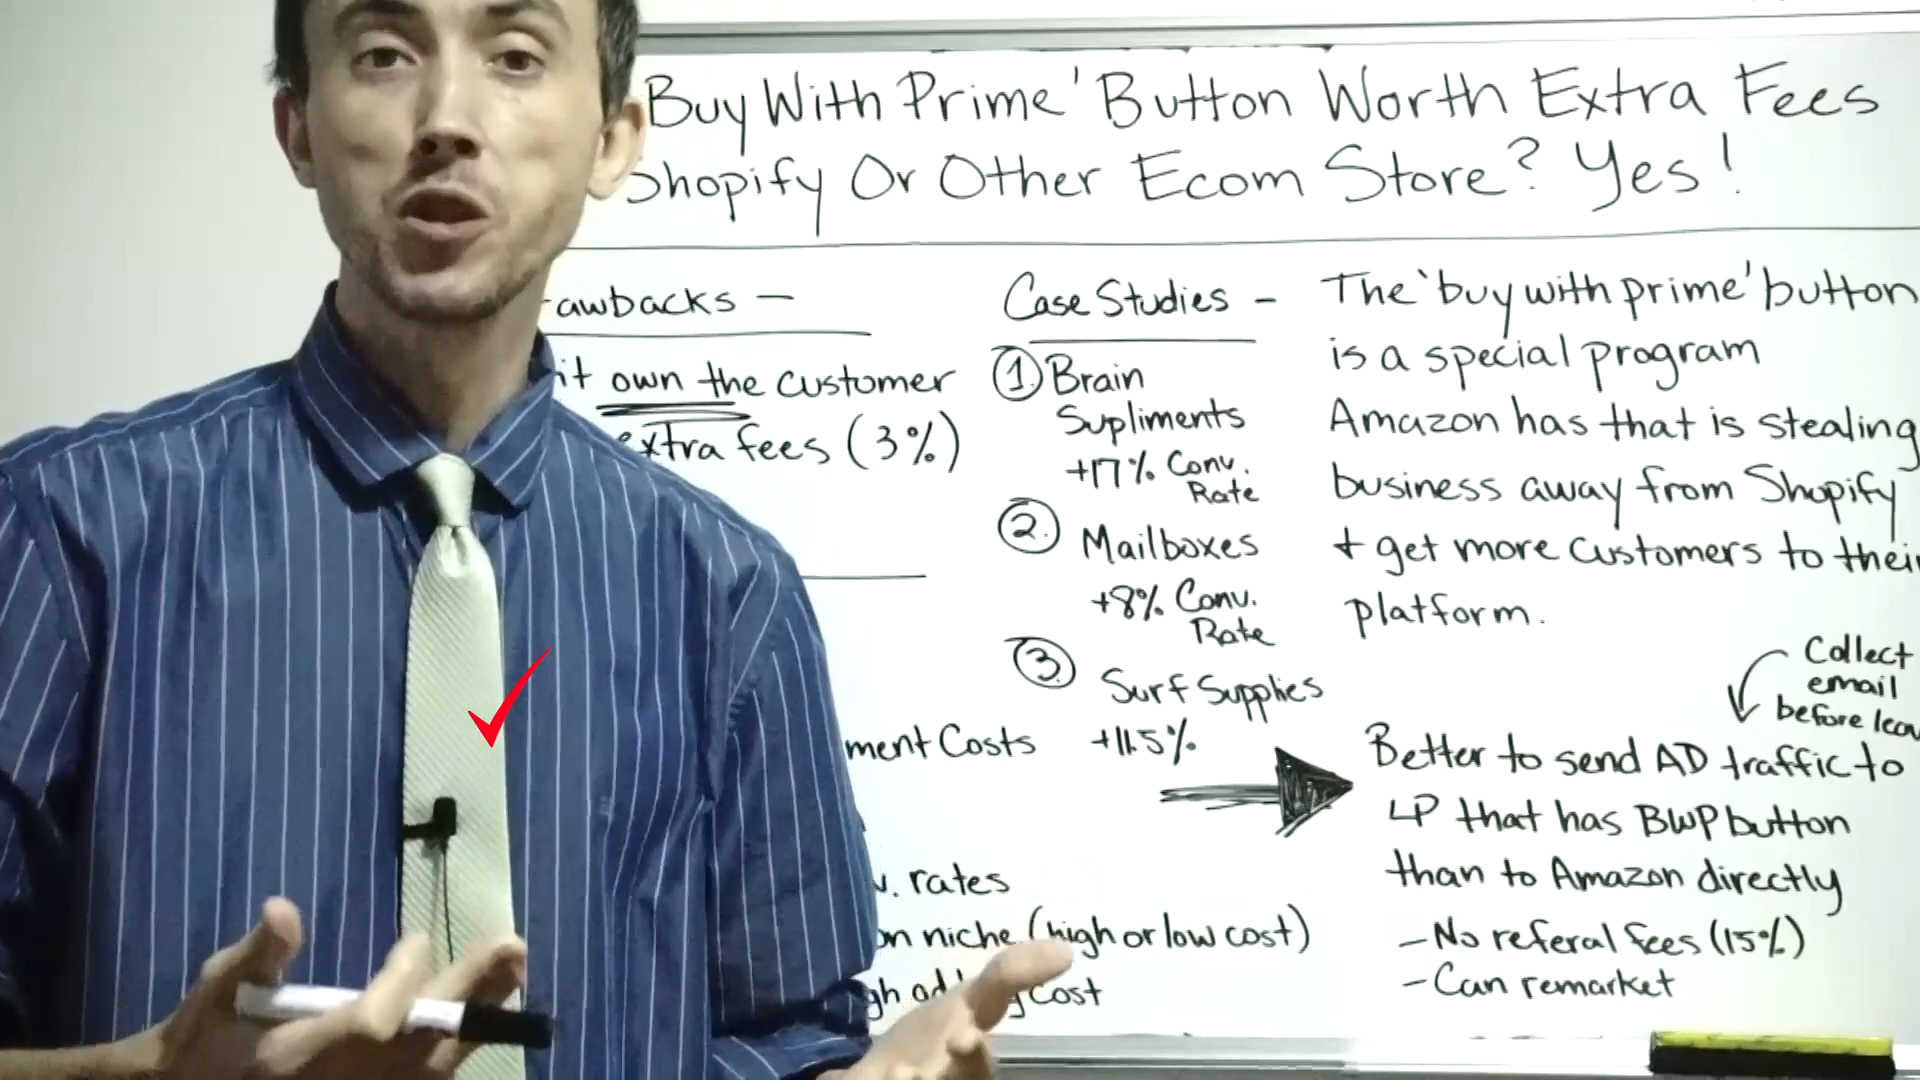 Buy With Prime' Button Worth Extra Fees
Shopify Or Other Ecom Store? Yes!
awbacks -
it own the customer
extra fees (3%)
ment Costs
v. rates
on niche (high or low cost)
cost
Case Studies -
1. Brain
Supliments
+17% Conv.
Rate
2. Mailboxes
+8% Conv.
Rate
3. Surf Supplies
+11.5%
The 'buy with prime' button
is a special program
Amazon has that is stealing
business away from Shopify
+ get more customers to their
platform.
Collect
email
before leav
Better to send AD traffic to
LP that has BWP button
than to Amazon directly
- No referal fees (15%)
- Can remarket